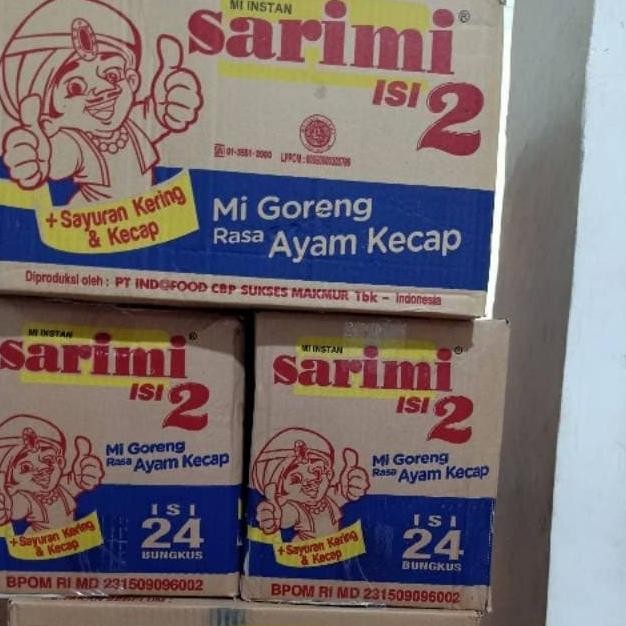 MI INSTAN
sarimi®
ISI 2
LPPOM:
+ Sayuran Kering
& Kecap
Mi Goreng
Rasa Ayam Kecap
Diproduksi oleh : PT INDOFOOD CBP SUKSES MAKMUR Tbk – Indonesia
MI INSTAN
sarimi®
ISI 2
Mi Goreng
Rasa Ayam Kecap
+ Sayuran Kering
& Kecap
ISI
24
BUNGKUS
BPOM RI MD 231509096002
MI INSTAN
sarimi®
ISI 2
Mi Goreng
Rasa Ayam Kecap
+ Sayuran Kering
& Kecap
ISI
24
BUNGKUS
BPOM RI MD 231509096002